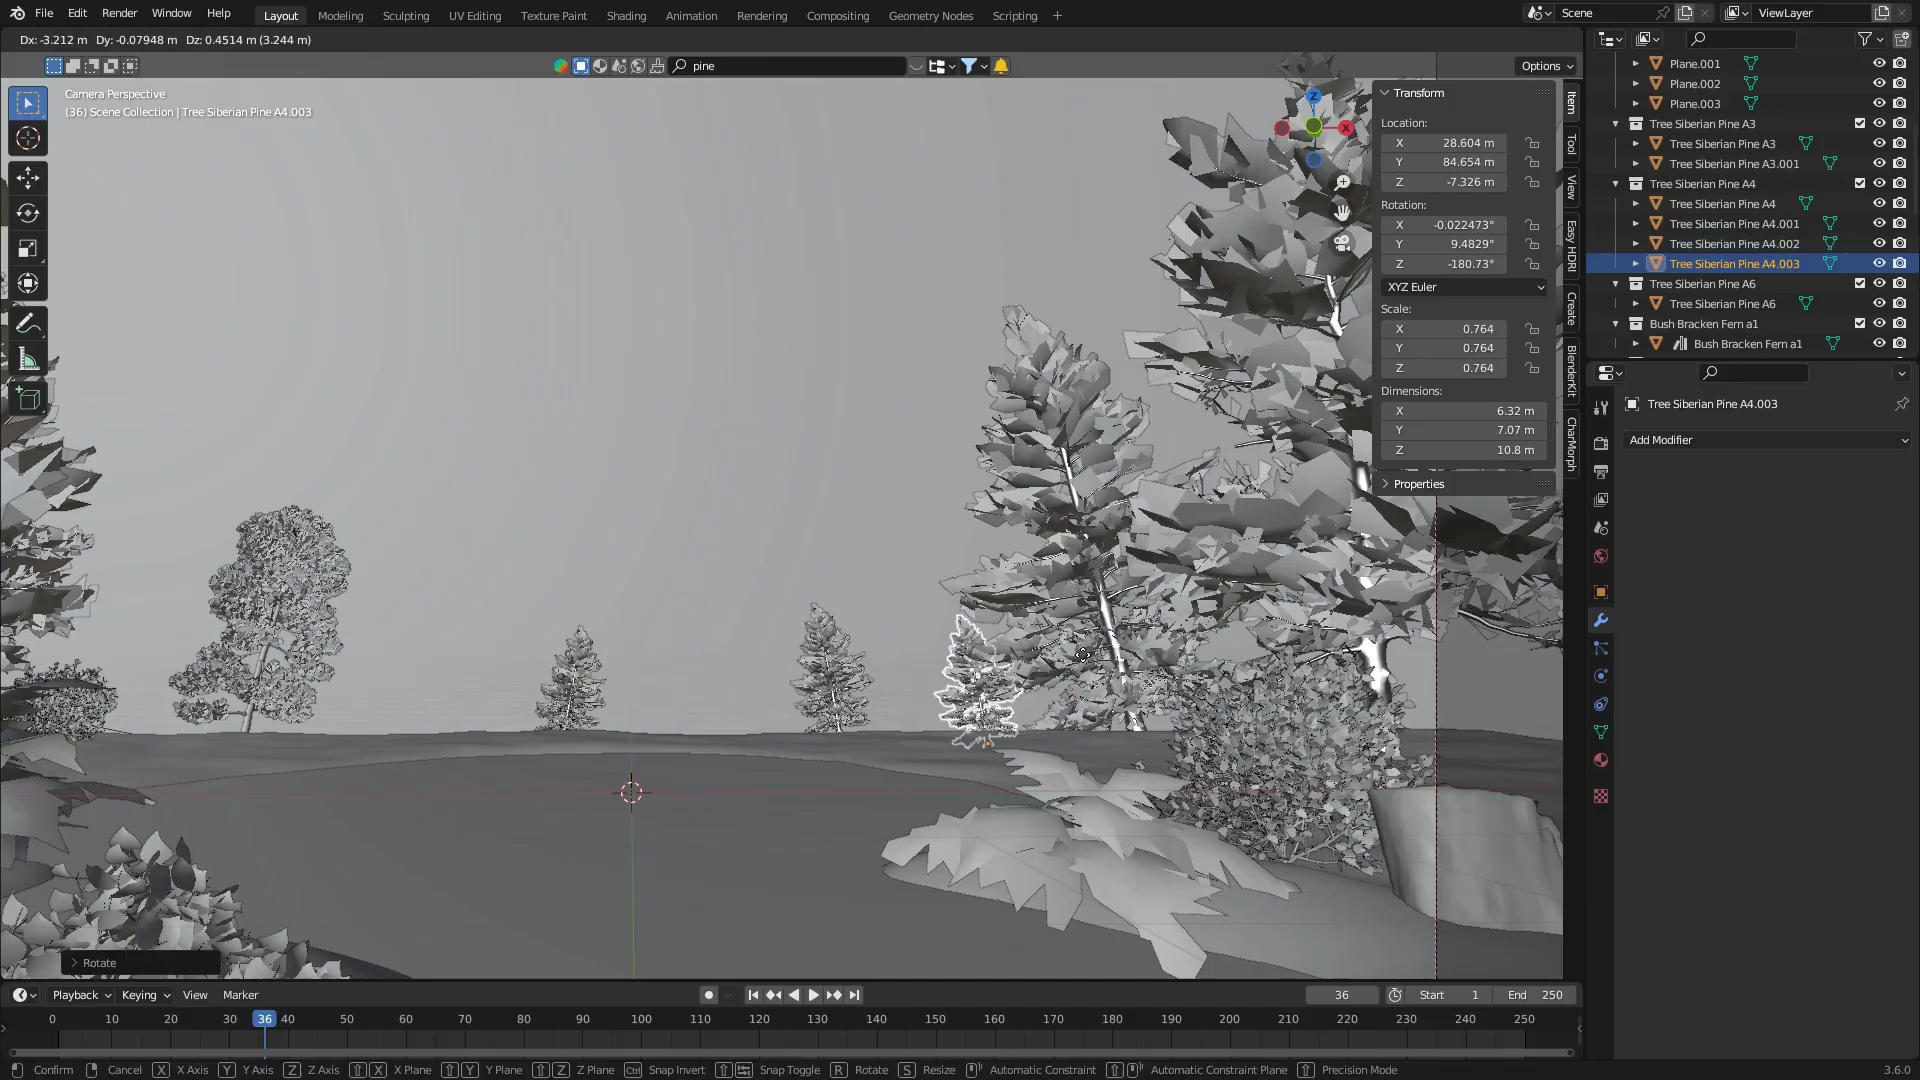 File Edit Render Window Help Layout Modeling Sculpting UV Editing Texture Paint Shading Animation Rendering Compositing Geometry Nodes Scripting + Scene ViewLayer
Dx: -3.212 m Dy: -0.07948 m Dz: 0.4514 m (3.244 m)
pine Options
Camera Perspective
(36) Scene Collection | Tree Siberian Pine A4.003
Z
X
Transform
Location:
X 28.604 m
Y 84.654 m
Z -7.326 m
Rotation:
X -0.022473°
Y 9.4829°
Z -180.73°
XYZ Euler
Scale:
X 0.764
Y 0.764
Z 0.764
Dimensions:
X 6.32 m
Y 7.07 m
Z 10.8 m
Properties
Item
Tool
View
Easy HDRI
Create
BlenderKit
CharMorph
Plane.001
Plane.002
Plane.003
Tree Siberian Pine A3
Tree Siberian Pine A3
Tree Siberian Pine A3.001
Tree Siberian Pine A4
Tree Siberian Pine A4
Tree Siberian Pine A4.001
Tree Siberian Pine A4.002
Tree Siberian Pine A4.003
Tree Siberian Pine A6
Tree Siberian Pine A6
Bush Bracken Fern a1
Bush Bracken Fern a1
Tree Siberian Pine A4.003
Add Modifier
Rotate
Playback Keying View Marker 36 Start 1 End 250
0 10 20 30 36 40 50 60 70 80 90 100 110 120 130 140 150 160 170 180 190 200 210 220 230 240 250
Confirm Cancel X X Axis Y Y Axis Z Z Axis X X Plane Y Y Plane Z Z Plane Ctrl Snap Invert Snap Toggle R Rotate S Resize Automatic Constraint Automatic Constraint Plane Precision Mode 3.6.0